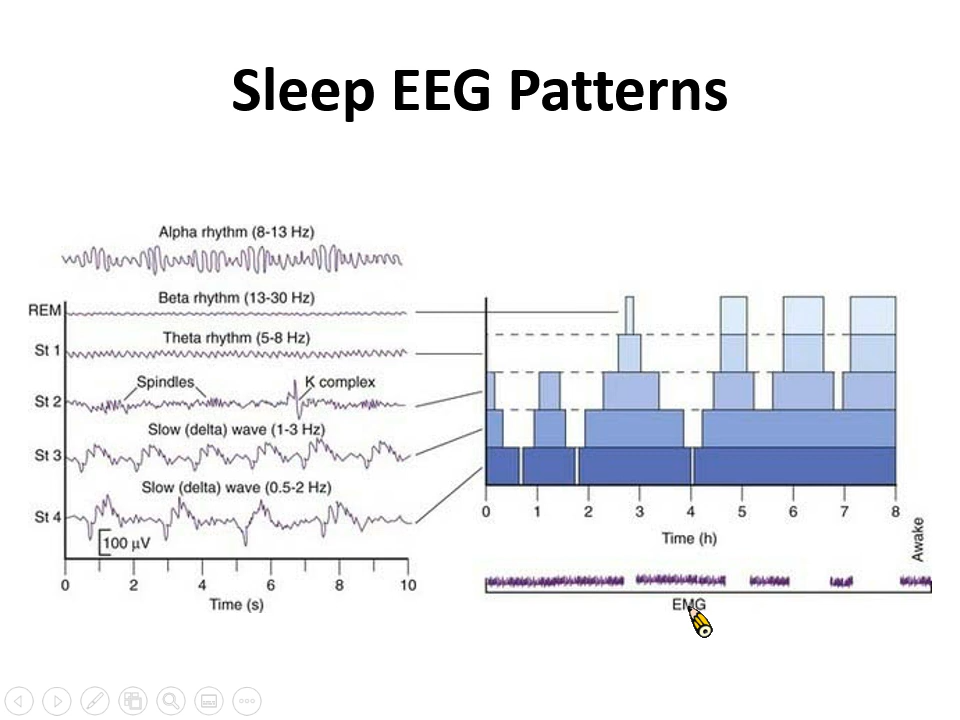 Sleep EEG Patterns
Alpha rhythm (8-13 Hz)
REM
Beta rhythm (13-30 Hz)
St 1
Theta rhythm (5-8 Hz)
St 2
Spindles
K complex
St 3
Slow (delta) wave (1-3 Hz)
St 4
Slow (delta) wave (0.5-2 Hz)
100 µV
0 2 4 6 8 10
Time (s)
0 1 2 3 4 5 6 7 8
Time (h)
Awake
EMG